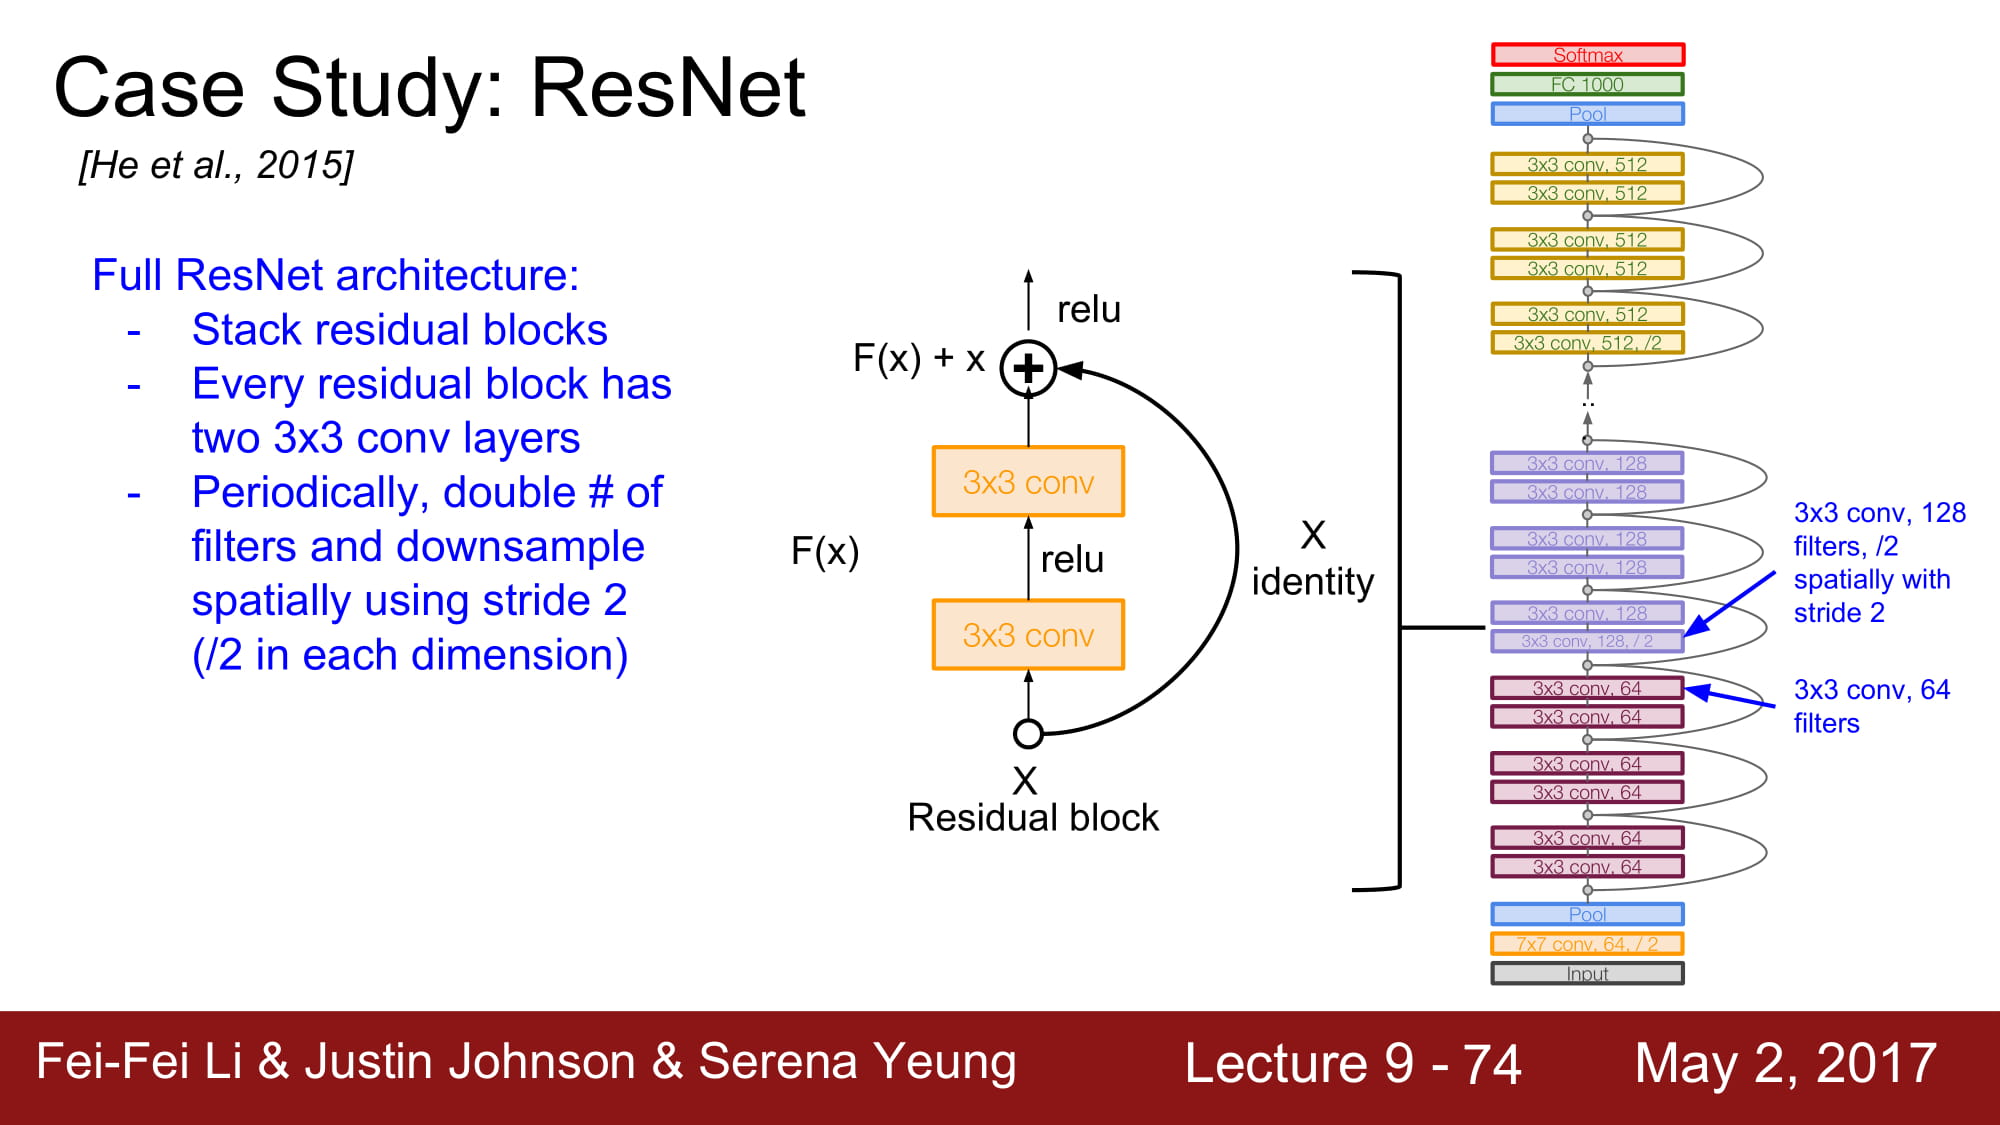 Case Study: ResNet
[He et al., 2015]
Full ResNet architecture:
- Stack residual blocks
- Every residual block has
two 3x3 conv layers
- Periodically, double # of
filters and downsample
spatially using stride 2
(/2 in each dimension)
relu
F(x) + x
3x3 conv
F(x)
relu
3x3 conv
X
identity
X
Residual block
Softmax
FC 1000
Pool
3x3 conv, 512
3x3 conv, 512
3x3 conv, 512
3x3 conv, 512
3x3 conv, 512
3x3 conv, 512, /2
..
3x3 conv, 128
3x3 conv, 128
3x3 conv, 128
3x3 conv, 128
3x3 conv, 128
3x3 conv, 128, / 2
3x3 conv, 64
3x3 conv, 64
3x3 conv, 64
3x3 conv, 64
3x3 conv, 64
3x3 conv, 64
Pool
7x7 conv, 64, / 2
Input
3x3 conv, 128
filters, /2
spatially with
stride 2
3x3 conv, 64
filters
Fei-Fei Li & Justin Johnson & Serena Yeung
Lecture 9 - 74
May 2, 2017